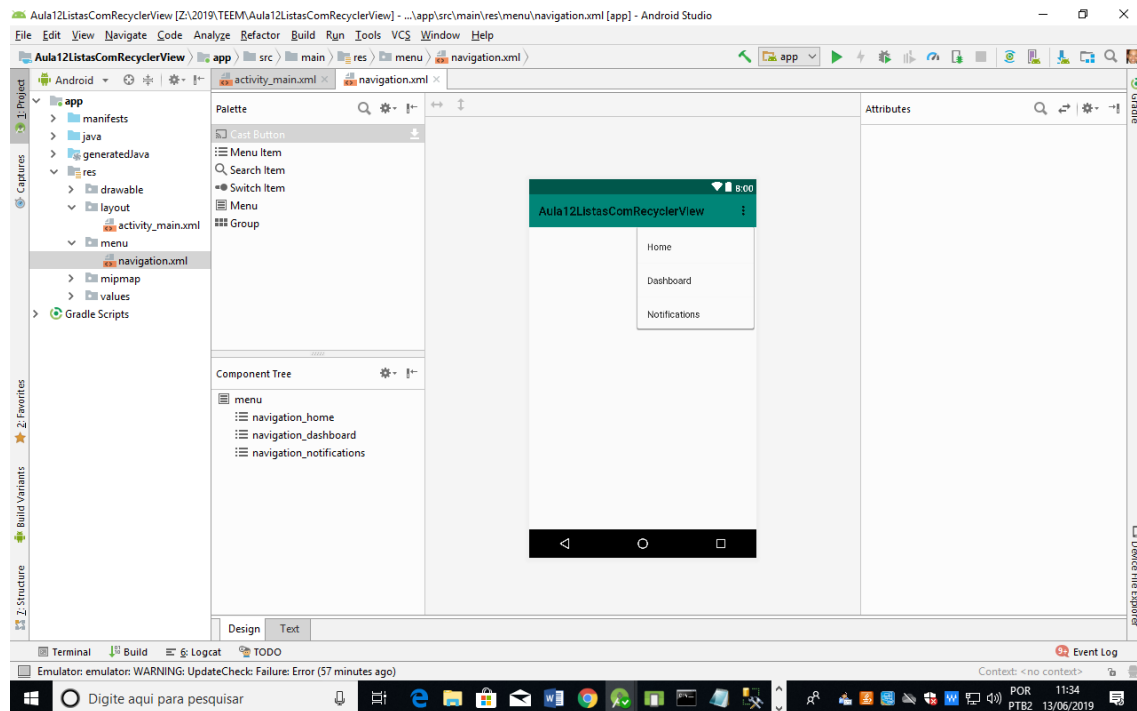 Aula12ListasComRecyclerView [Z:\2019\TEEM\Aula12ListasComRecyclerView] - ...\app\src\main\res\menu\navigation.xml [app] - Android Studio
File Edit View Navigate Code Analyze Refactor Build Run Tools VCS Window Help
Aula12ListasComRecyclerView app src main res menu navigation.xml
app
1: Project
Captures
2: Favorites
Build Variants
7: Structure
Android
activity_main.xml
navigation.xml
app
manifests
java
generatedJava
res
drawable
layout
activity_main.xml
menu
navigation.xml
mipmap
values
Gradle Scripts
Palette
Cast Button
Menu Item
Search Item
Switch Item
Menu
Group
Component Tree
menu
navigation_home
navigation_dashboard
navigation_notifications
8:00
Aula12ListasComRecyclerView
Home
Dashboard
Notifications
Attributes
Gradle
Device File Explorer
Design Text
Terminal Build 6: Logcat TODO
Event Log
Emulator: emulator: WARNING: UpdateCheck: Failure: Error (57 minutes ago)
Context: <no context>
Digite aqui para pesquisar
POR
PTB2
11:34
13/06/2019